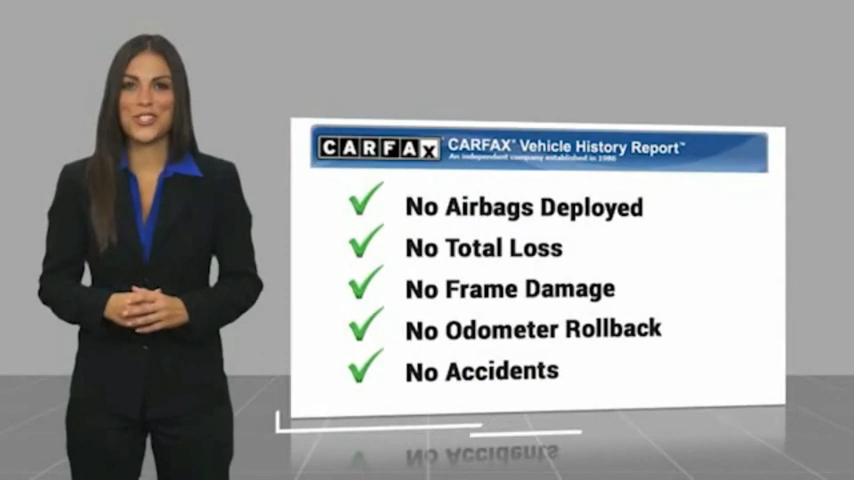 CARFAX
CARFAX® Vehicle History Report™
An independent company established in 1986
No Airbags Deployed
No Total Loss
No Frame Damage
No Odometer Rollback
No Accidents
No Accidents